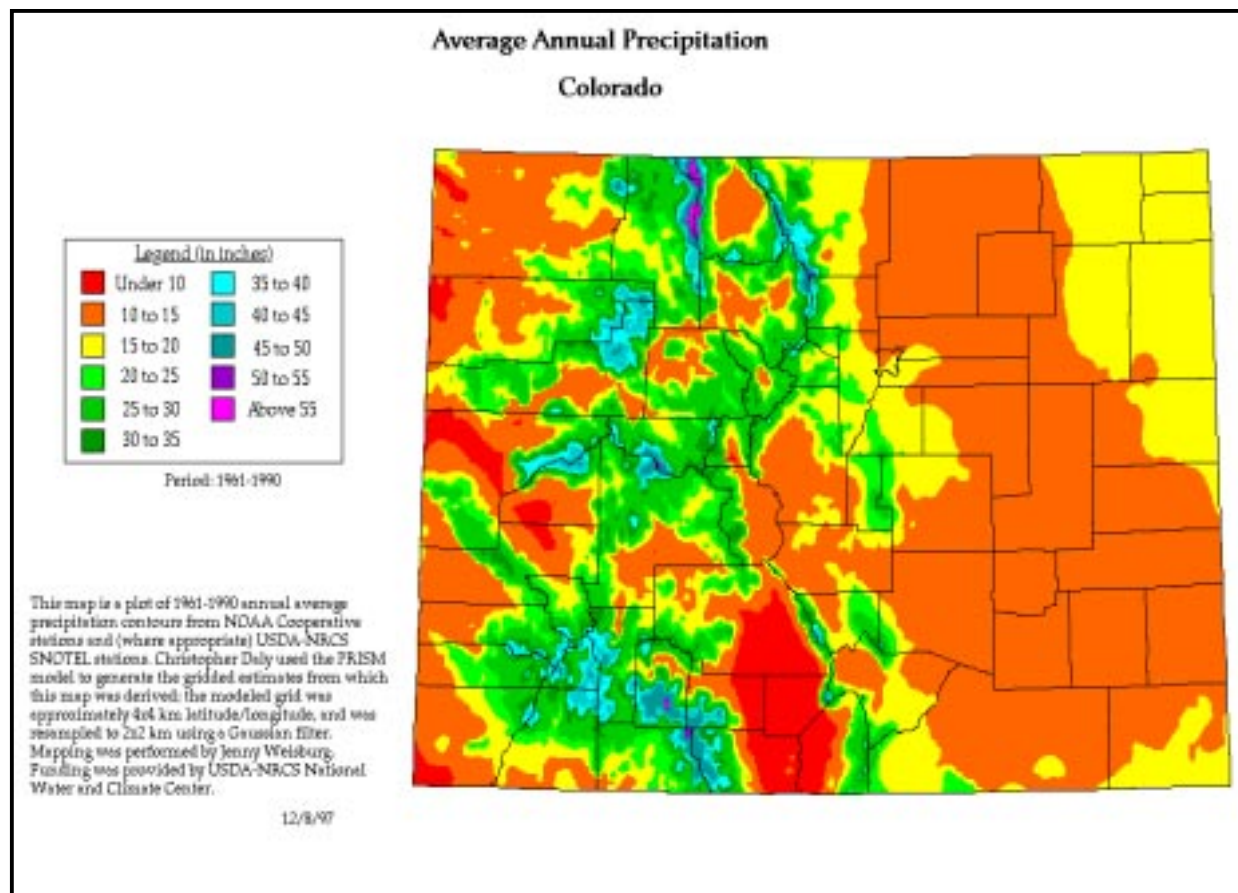 Average Annual Precipitation
Colorado
Legend (in inches)
Under 10
10 to 15
15 to 20
20 to 25
25 to 30
30 to 35
35 to 40
40 to 45
45 to 50
50 to 55
Above 55
Period: 1961-1990
This map is a plot of 1961-1990 annual average
precipitation contours from NOAA Cooperative
stations and (where appropriate) USDA-NRCS
SNOTEL stations. Christopher Daly used the PRISM
model to generate the gridded estimates from which
this map was derived; the modeled grid was
approximately 4x4 km latitude/longitude, and was
resampled to 2x2 km using a Gaussian filter.
Mapping was performed by Jenny Weisburg.
Funding was provided by USDA-NRCS National
Water and Climate Center.
12/8/97